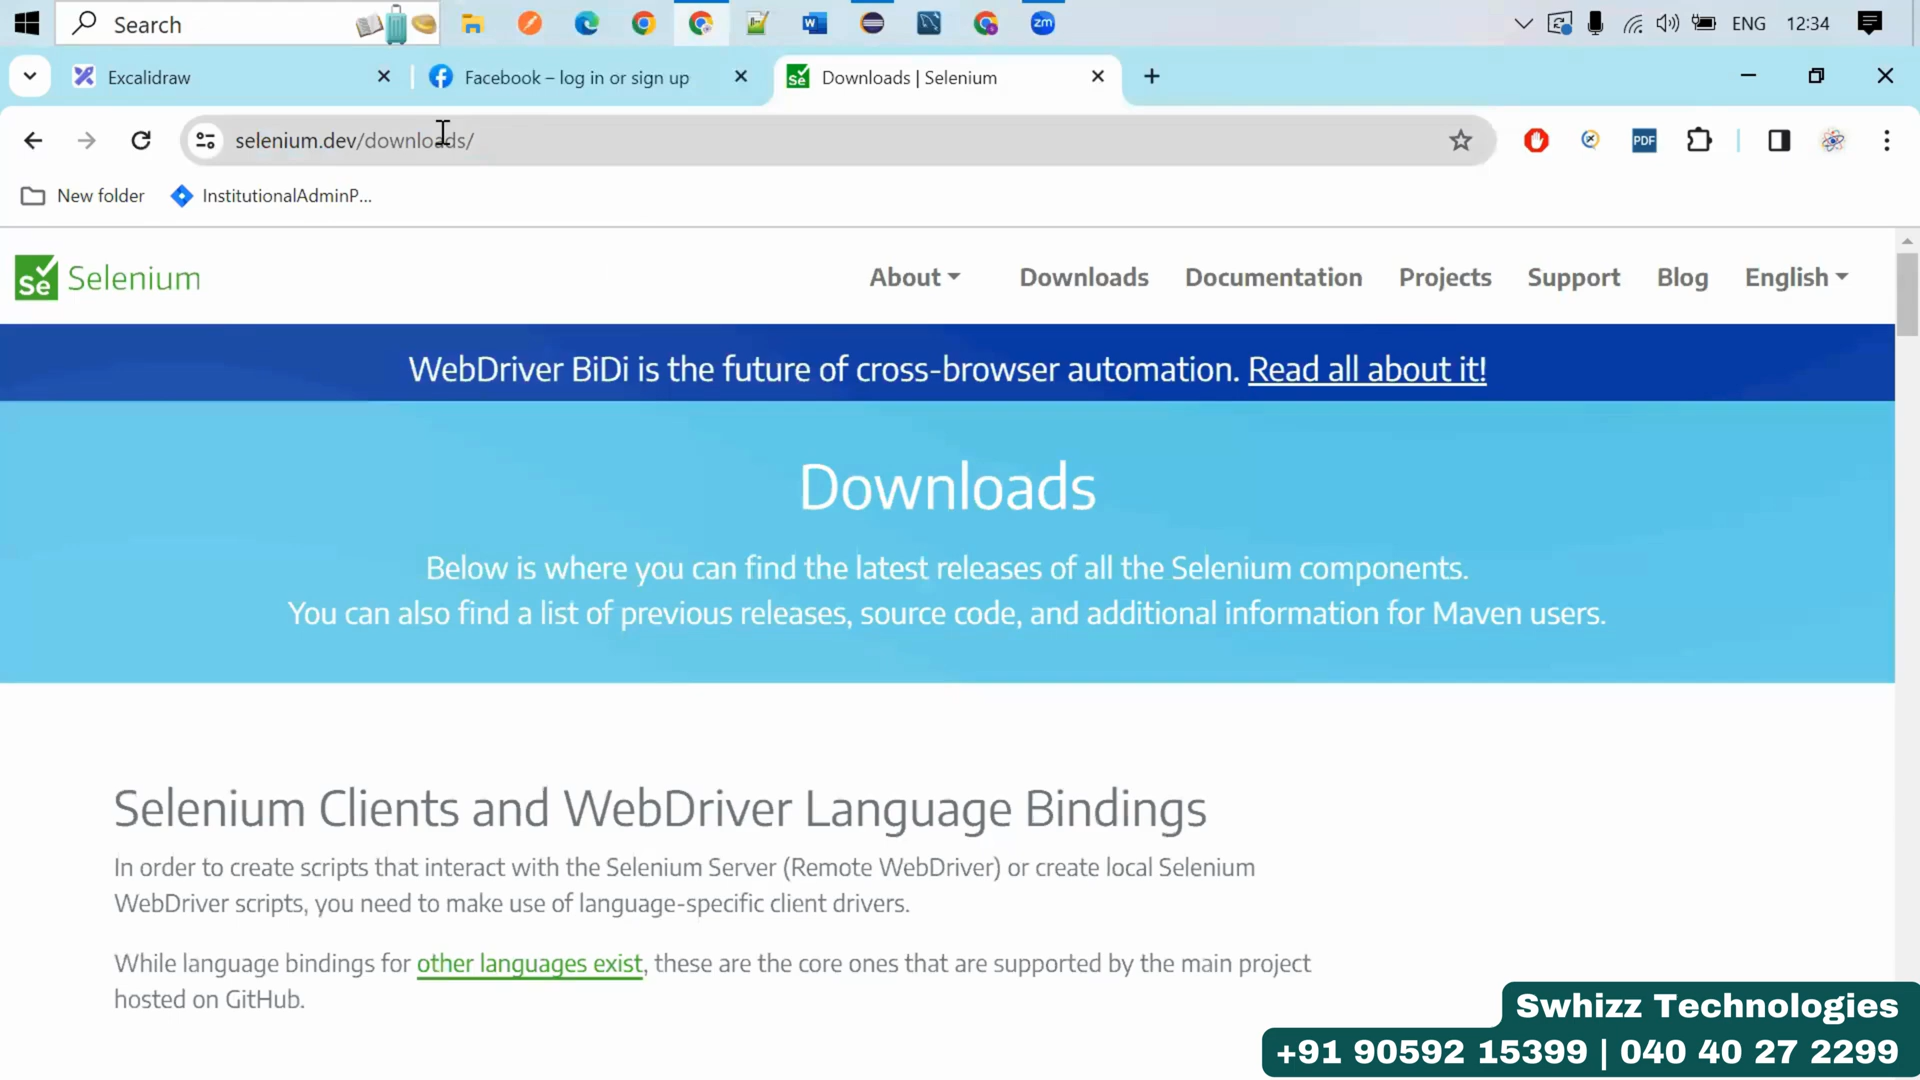 Search
zm
ENG
12:34
Excalidraw
Facebook – log in or sign up
Se
Downloads | Selenium
selenium.dev/downloads/
PDF
New folder
InstitutionalAdminP...
Se Selenium
About
Downloads
Documentation
Projects
Support
Blog
English
WebDriver BiDi is the future of cross-browser automation. Read all about it!
Downloads
Below is where you can find the latest releases of all the Selenium components.
You can also find a list of previous releases, source code, and additional information for Maven users.
Selenium Clients and WebDriver Language Bindings
In order to create scripts that interact with the Selenium Server (Remote WebDriver) or create local Selenium
WebDriver scripts, you need to make use of language-specific client drivers.
While language bindings for other languages exist, these are the core ones that are supported by the main project
hosted on GitHub.
Swhizz Technologies
+91 90592 15399 | 040 40 27 2299